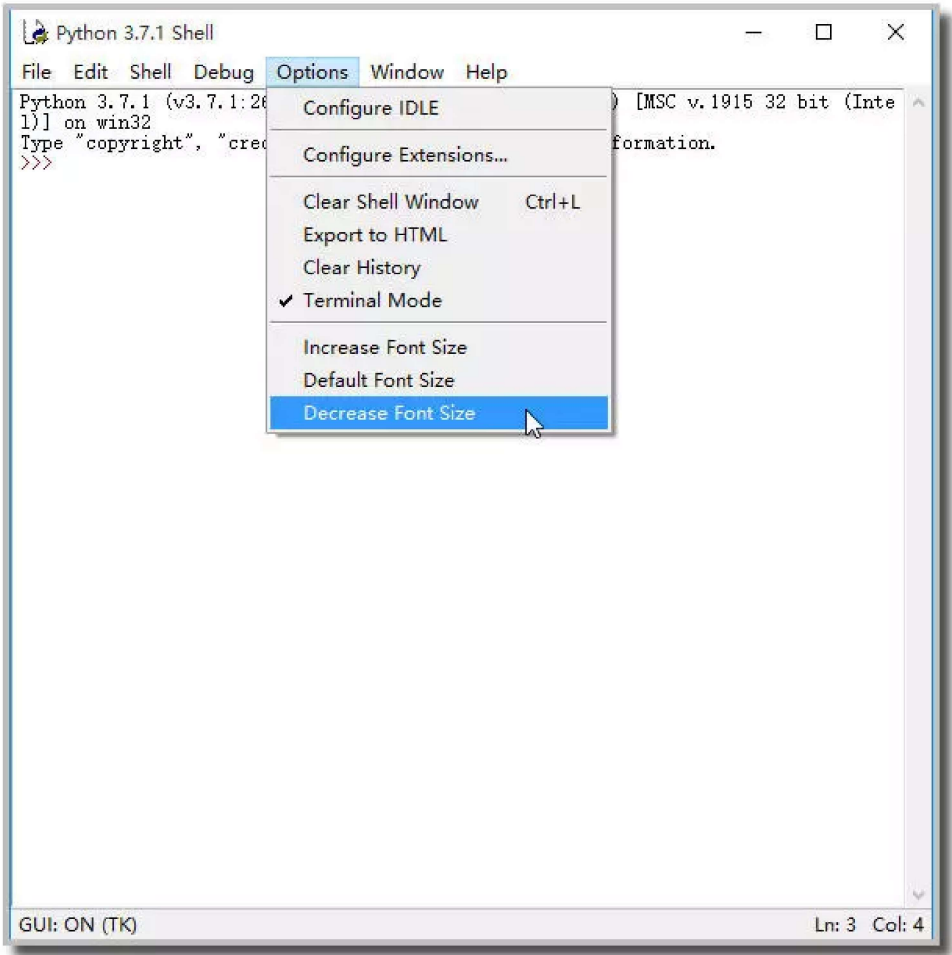 Python 3.7.1 Shell
File Edit Shell Debug Options Window Help
Python 3.7.1 (v3.7.1:26 ) [MSC v.1915 32 bit (Inte
l)] on win32
Type "copyright", "cred formation.
>>>
Configure IDLE
Configure Extensions...
Clear Shell Window Ctrl+L
Export to HTML
Clear History
✓ Terminal Mode
Increase Font Size
Default Font Size
Decrease Font Size
GUI: ON (TK) Ln: 3 Col: 4